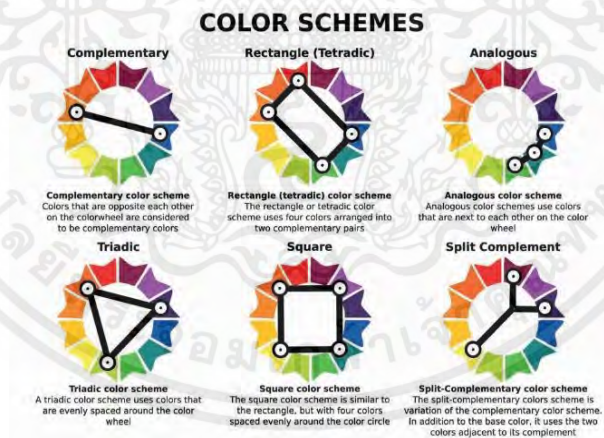 COLOR SCHEMES
Complementary
Rectangle (Tetradic)
Analogous
Complementary color scheme
Colors that are opposite each other
on the colorwheel are considered
to be complementary colors
Rectangle (tetradic) color scheme
The rectangle or tetradic color
scheme uses four colors arranged into
two complementary pairs
Analogous color scheme
Analogous color schemes use colors
that are next to each other on the color
wheel
Triadic
Square
Split Complement
Triadic color scheme
A triadic color scheme uses colors that
are evenly spaced around the color
wheel
Square color scheme
The square color scheme is similar to
the rectangle, but with four colors
spaced evenly around the color circle
Split-Complementary color scheme
The split-complementary colors scheme is
variation of the complementary color scheme.
In addition to the base color, it uses the two
colors adjacent to its complement